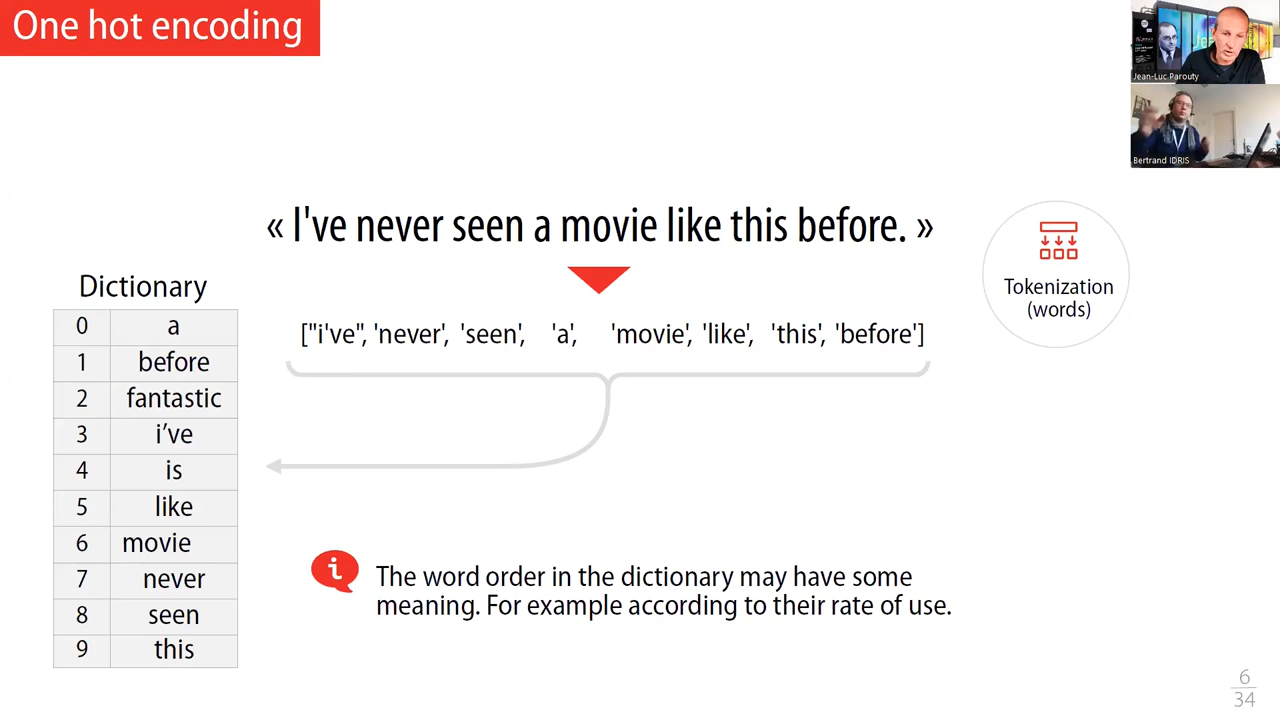 One hot encoding
Jean-Luc Parouty
Bertrand IDRIS
« I've never seen a movie like this before. »
Tokenization
(words)
["i've", 'never', 'seen', 'a', 'movie', 'like', 'this', 'before']
Dictionary
0 a
1 before
2 fantastic
3 i’ve
4 is
5 like
6 movie
7 never
8 seen
9 this
i
The word order in the dictionary may have some
meaning. For example according to their rate of use.
6
34